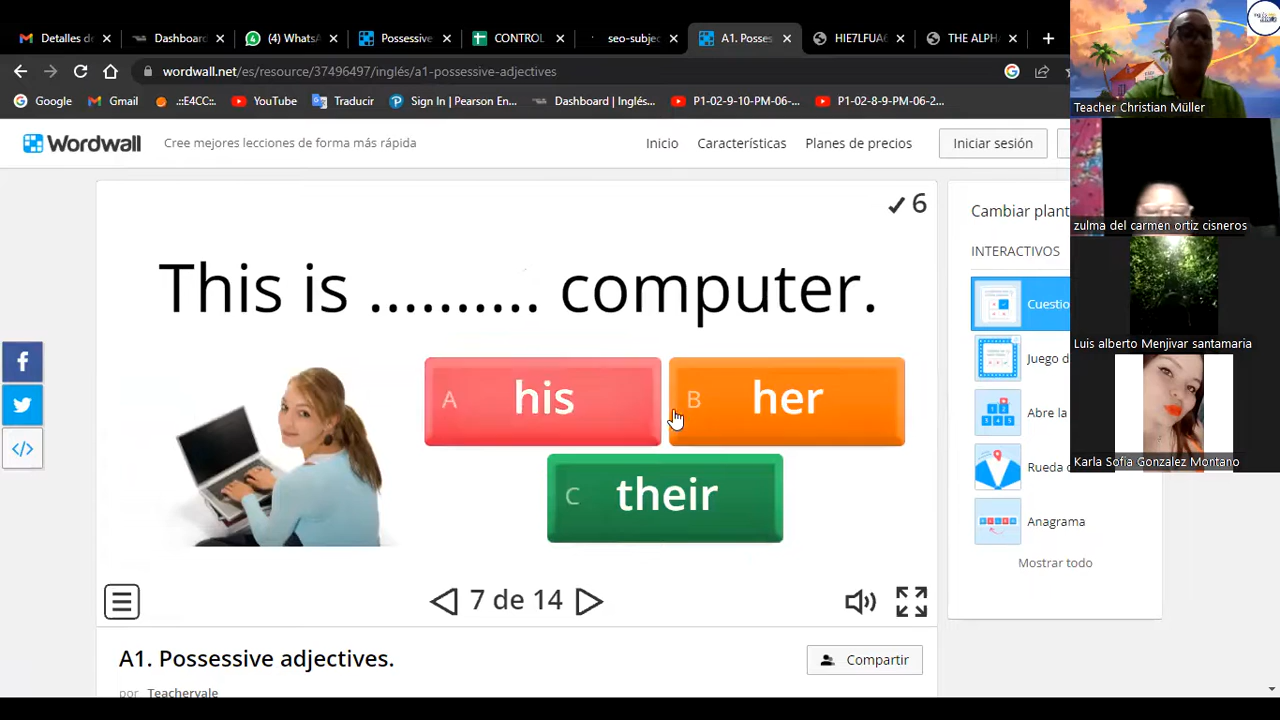 Detalles de
Dashboard
(4) WhatsA
Possessive
CONTROL
seo-subjec
A1. Posses
HIE7LFUA6
THE ALPHA
wordwall.net/es/resource/37496497/inglés/a1-possessive-adjectives
Google
Gmail
.::E4CC::.
YouTube
Traducir
Sign In | Pearson En...
Dashboard | Inglés...
P1-02-9-10-PM-06-...
P1-02-8-9-PM-06-2...
Wordwall
Cree mejores lecciones de forma más rápida
Inicio
Características
Planes de precios
Iniciar sesión
6
This is .......... computer.
A his
B her
C their
7 de 14
A1. Possessive adjectives.
Compartir
por Teachervale
Cambiar plant
INTERACTIVOS
Cuestio
Juego d
Abre la
Rueda
Anagrama
Mostrar todo
Teacher Christian Müller
zulma del carmen ortiz cisneros
Luis alberto Menjivar santamaria
Karla Sofia Gonzalez Montano